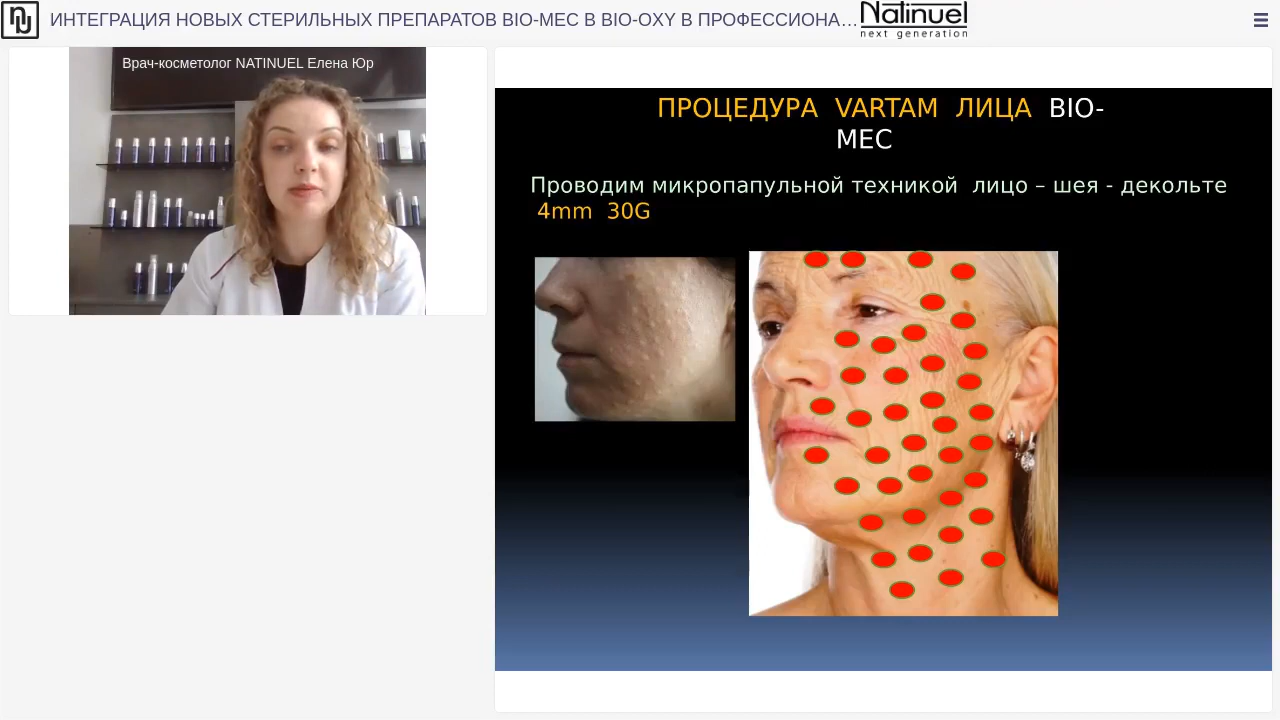 ИНТЕГРАЦИЯ НОВЫХ СТЕРИЛЬНЫХ ПРЕПАРАТОВ BIO-MEC В BIO-OXY В ПРОФЕССИОНА…
Natinuel
next generation
Врач-косметолог NATINUEL Елена Юр
ПРОЦЕДУРА VARTAM ЛИЦА BIO-
MEC
Проводим микропапульной техникой лицо – шея - декольте
4mm 30G